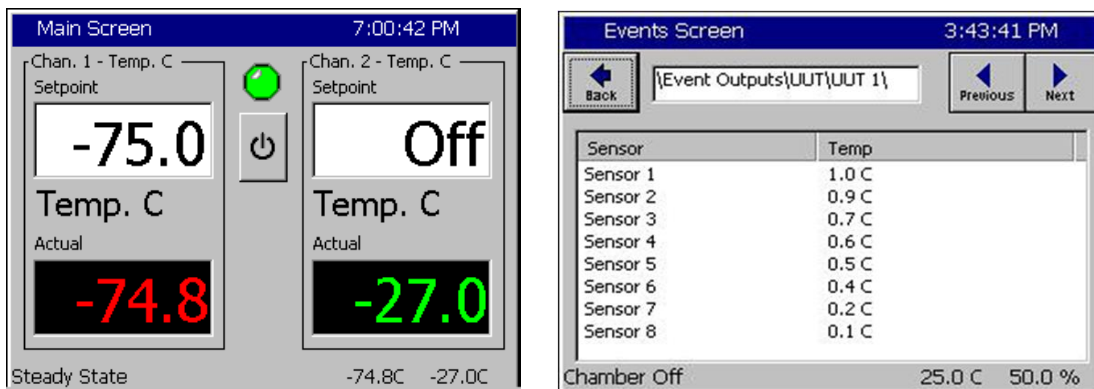 Main Screen 7:00:42 PM
Chan. 1 - Temp. C Chan. 2 - Temp. C
Setpoint Setpoint
-75.0 Off
Temp. C Temp. C
Actual Actual
-74.8 -27.0
Steady State -74.8C -27.0C
Events Screen 3:43:41 PM
Back \Event Outputs\UUT\UUT 1\ Previous Next
Sensor Temp
Sensor 1 1.0 C
Sensor 2 0.9 C
Sensor 3 0.7 C
Sensor 4 0.6 C
Sensor 5 0.5 C
Sensor 6 0.4 C
Sensor 7 0.2 C
Sensor 8 0.1 C
Chamber Off 25.0 C 50.0 %